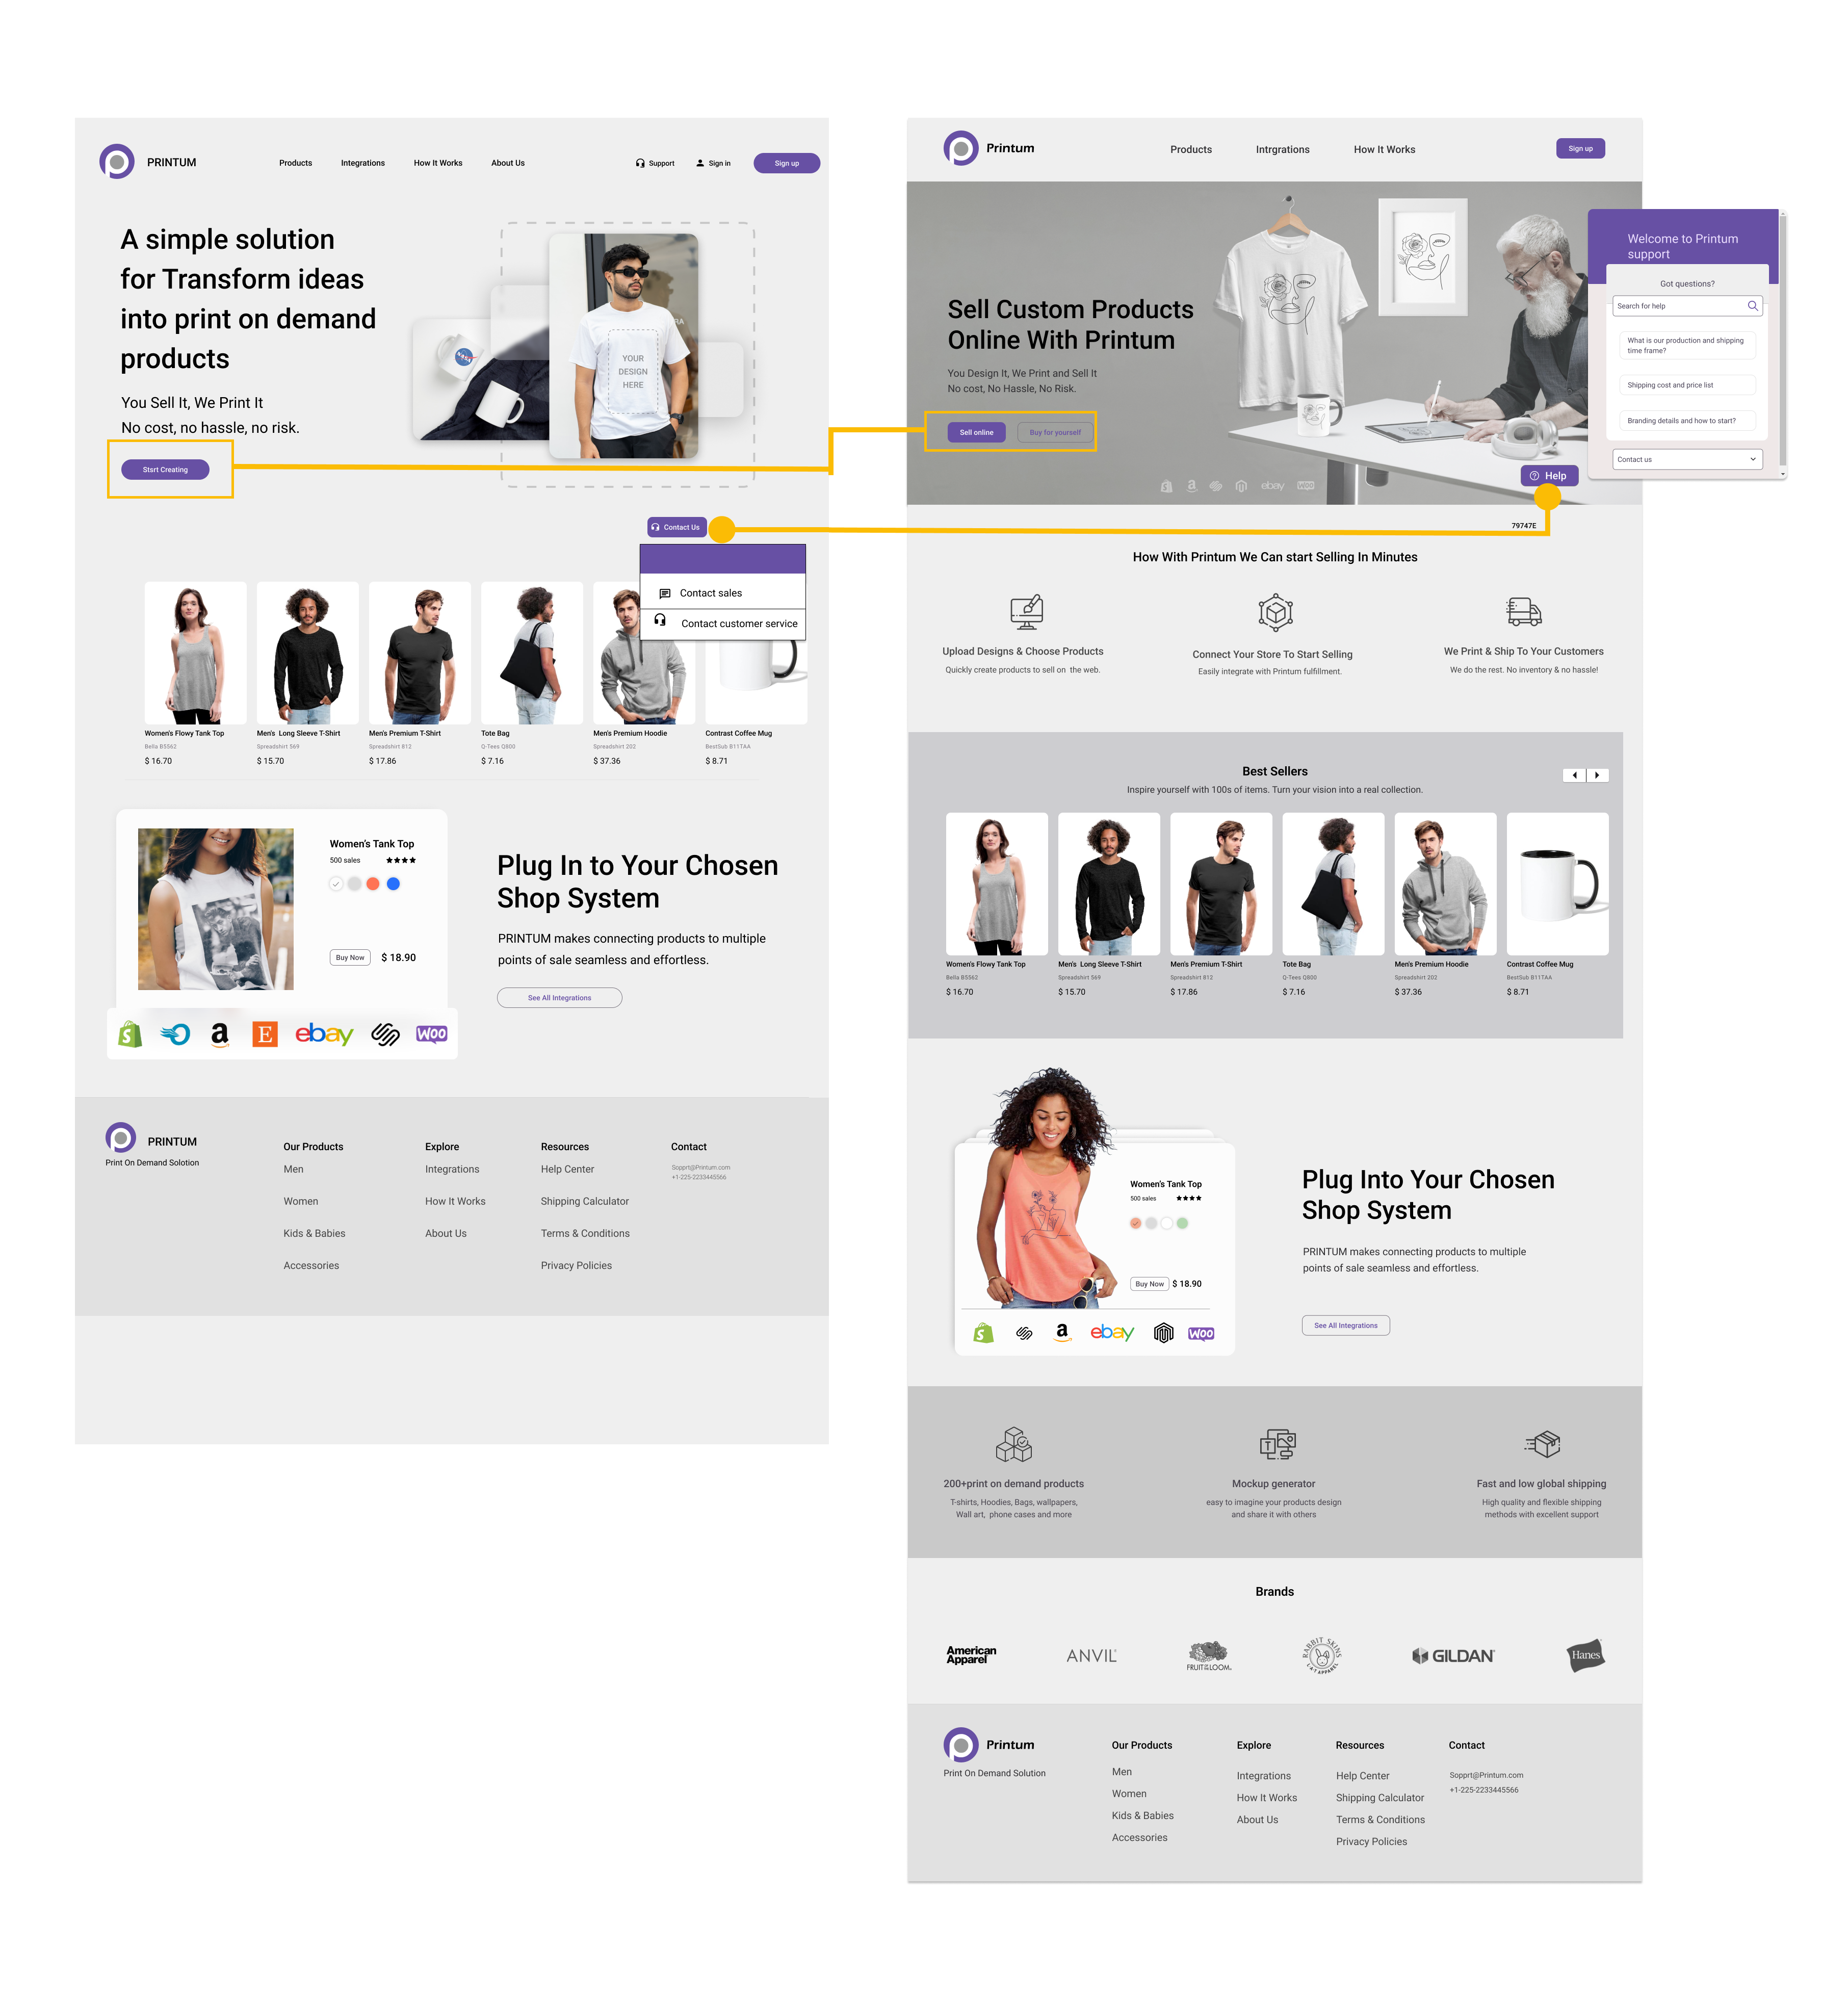 PRINTUM
Products
Integrations
How It Works
About Us
Support
Sign in
Sign up
A simple solution
for Transform ideas
into print on demand
products
You Sell It, We Print It
No cost, no hassle, no risk.
Stsrt Creating
YOUR
DESIGN
HERE
RA
Contact Us
Contact sales
Contact customer service
Women's Flowy Tank Top
Bella B5562
$ 16.70
Men's Long Sleeve T-Shirt
Spreadshirt 569
$ 15.70
Men's Premium T-Shirt
Spreadshirt 812
$ 17.86
Tote Bag
Q-Tees Q800
$ 7.16
Men's Premium Hoodie
Spreadshirt 202
$ 37.36
Contrast Coffee Mug
BestSub B11TAA
$ 8.71
Women's Tank Top
500 sales
Buy Now
$ 18.90
Plug In to Your Chosen
Shop System
PRINTUM makes connecting products to multiple
points of sale seamless and effortless.
See All Integrations
S
a
E
ebay
WOO
PRINTUM
Print On Demand Solotion
Our Products
Men
Women
Kids & Babies
Accessories
Explore
Integrations
How It Works
About Us
Resources
Help Center
Shipping Calculator
Terms & Conditions
Privacy Policies
Contact
Sopprt@Printum.com
+1-225-2233445566
Printum
Products
Intrgrations
How It Works
Sign up
Sell Custom Products
Online With Printum
You Design It, We Print and Sell It
No cost, No Hassle, No Risk.
Sell online
Buy for yourself
S
a
ebay
WOO
Help
Welcome to Printum
support
Got questions?
Search for help
What is our production and shipping
time frame?
Shipping cost and price list
Branding details and how to start?
Contact us
79747E
How With Printum We Can start Selling In Minutes
Upload Designs & Choose Products
Quickly create products to sell on the web.
Connect Your Store To Start Selling
Easily integrate with Printum fulfillment.
We Print & Ship To Your Customers
We do the rest. No inventory & no hassle!
Best Sellers
Inspire yourself with 100s of items. Turn your vision into a real collection.
Women's Flowy Tank Top
Bella B5562
$ 16.70
Men's Long Sleeve T-Shirt
Spreadshirt 569
$ 15.70
Men's Premium T-Shirt
Spreadshirt 812
$ 17.86
Tote Bag
Q-Tees Q800
$ 7.16
Men's Premium Hoodie
Spreadshirt 202
$ 37.36
Contrast Coffee Mug
BestSub B11TAA
$ 8.71
Women's Tank Top
500 sales
Buy Now
$ 18.90
S
a
ebay
WOO
Plug Into Your Chosen
Shop System
PRINTUM makes connecting products to multiple
points of sale seamless and effortless.
See All Integrations
200+print on demand products
T-shirts, Hoodies, Bags, wallpapers,
Wall art, phone cases and more
Mockup generator
easy to imagine your products design
and share it with others
Fast and low global shipping
High quality and flexible shipping
methods with excellent support
Brands
American
Apparel
ANVIL
FRUIT OF THE LOOM
RABBIT SKINS
L·A·T APPAREL
GILDAN
Hanes
Printum
Print On Demand Solution
Our Products
Men
Women
Kids & Babies
Accessories
Explore
Integrations
How It Works
About Us
Resources
Help Center
Shipping Calculator
Terms & Conditions
Privacy Policies
Contact
Sopprt@Printum.com
+1-225-2233445566